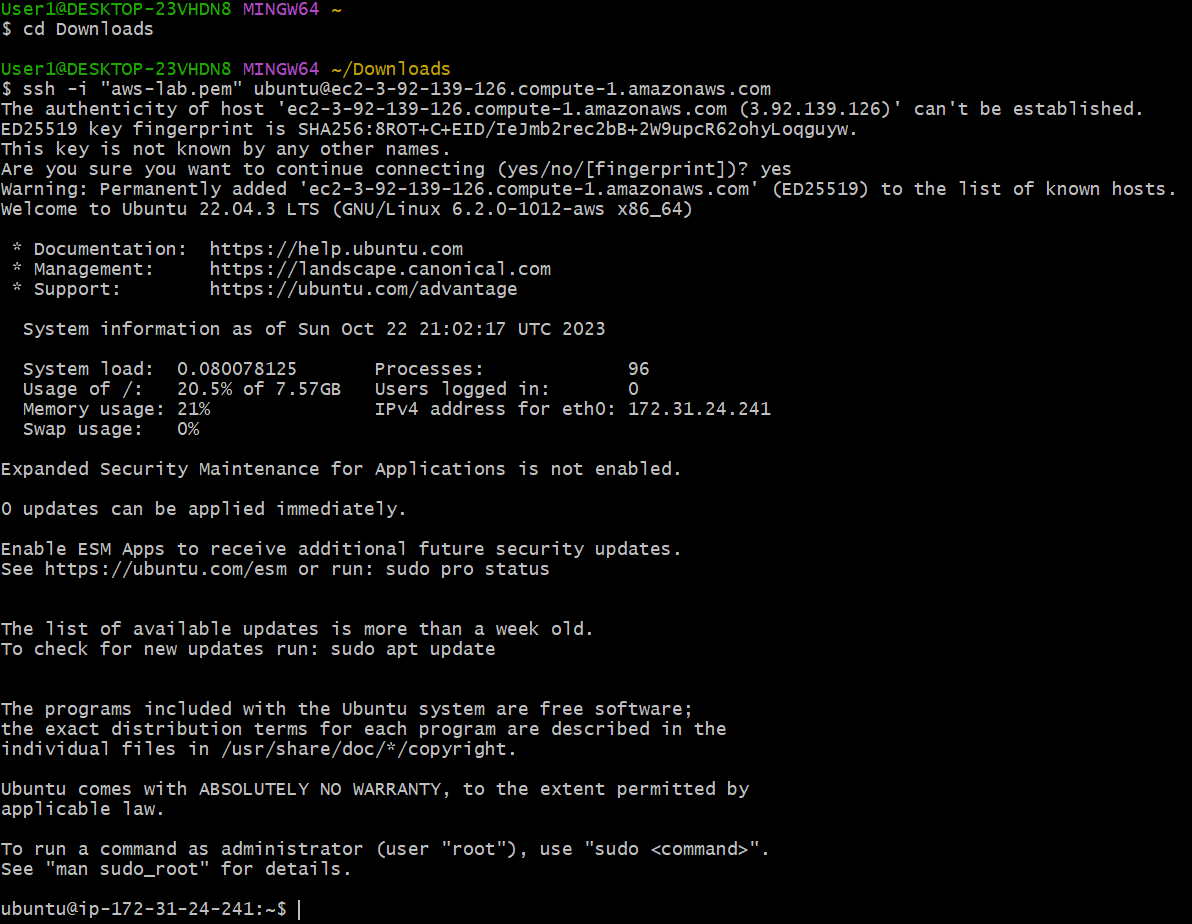 User1@DESKTOP-23VHDN8 MINGW64 ~
$ cd Downloads
User1@DESKTOP-23VHDN8 MINGW64 ~/Downloads
$ ssh -i "aws-lab.pem" ubuntu@ec2-3-92-139-126.compute-1.amazonaws.com
The authenticity of host 'ec2-3-92-139-126.compute-1.amazonaws.com (3.92.139.126)' can't be established.
ED25519 key fingerprint is SHA256:8ROT+C+EID/IeJmb2rec2bB+2W9upcR62ohyLoqguyw.
This key is not known by any other names.
Are you sure you want to continue connecting (yes/no/[fingerprint])? yes
Warning: Permanently added 'ec2-3-92-139-126.compute-1.amazonaws.com' (ED25519) to the list of known hosts.
Welcome to Ubuntu 22.04.3 LTS (GNU/Linux 6.2.0-1012-aws x86_64)
 * Documentation:  https://help.ubuntu.com
 * Management:     https://landscape.canonical.com
 * Support:        https://ubuntu.com/advantage
  System information as of Sun Oct 22 21:02:17 UTC 2023
  System load:  0.080078125       Processes:             96
  Usage of /:   20.5% of 7.57GB   Users logged in:       0
  Memory usage: 21%               IPv4 address for eth0: 172.31.24.241
  Swap usage:   0%
Expanded Security Maintenance for Applications is not enabled.
0 updates can be applied immediately.
Enable ESM Apps to receive additional future security updates.
See https://ubuntu.com/esm or run: sudo pro status
The list of available updates is more than a week old.
To check for new updates run: sudo apt update
The programs included with the Ubuntu system are free software;
the exact distribution terms for each program are described in the
individual files in /usr/share/doc/*/copyright.
Ubuntu comes with ABSOLUTELY NO WARRANTY, to the extent permitted by
applicable law.
To run a command as administrator (user "root"), use "sudo <command>".
See "man sudo_root" for details.
ubuntu@ip-172-31-24-241:~$